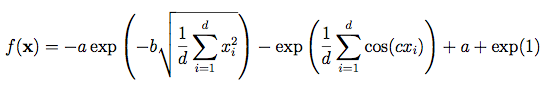 f(x) = −a exp(−b√(1/d ∑_{i=1}^{d} x_i^2)) − exp(1/d ∑_{i=1}^{d} cos(cx_i)) + a + exp(1)